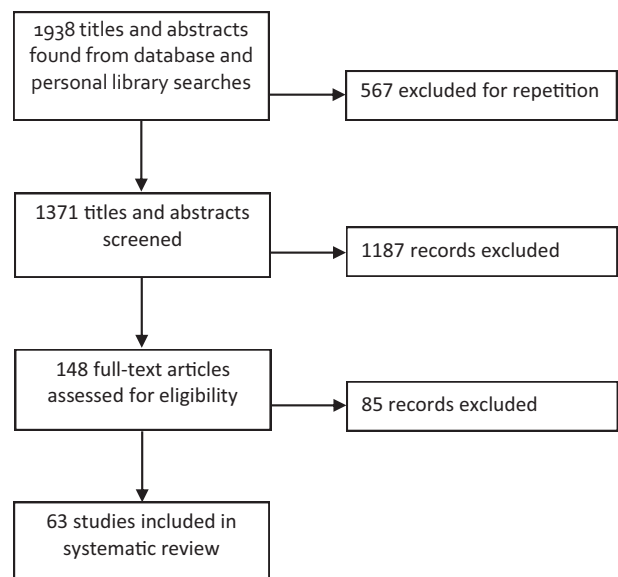 1938 titles and abstracts
found from database and
personal library searches
567 excluded for repetition
1371 titles and abstracts
screened
1187 records excluded
148 full-text articles
assessed for eligibility
85 records excluded
63 studies included in
systematic review